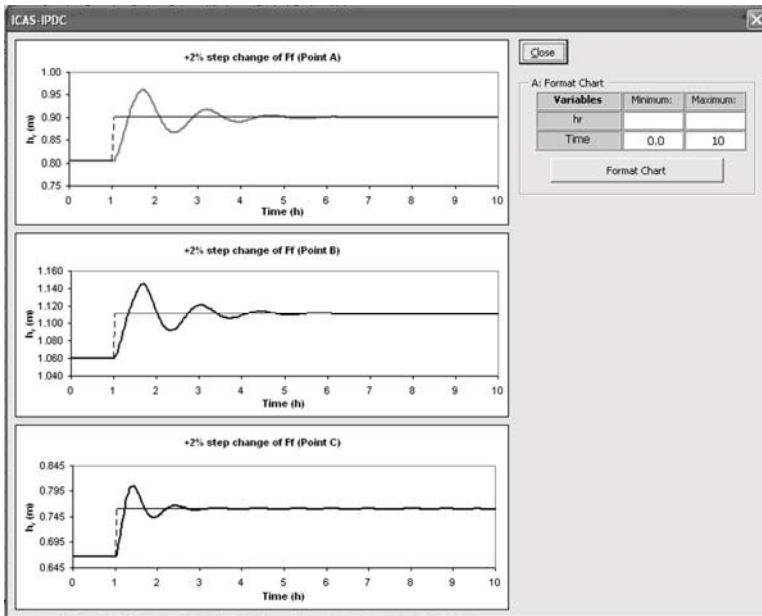 ICAS-IPDC
+2% step change of Ff (Point A)
1.00
0.95
0.90
0.85
0.80
0.75
hr (m)
0 1 2 3 4 5 6 7 8 9 10
Time (h)
+2% step change of Ff (Point B)
1.160
1.140
1.120
1.100
1.080
1.060
1.040
hr (m)
0 1 2 3 4 5 6 7 8 9 10
Time (h)
+2% step change of Ff (Point C)
0.845
0.795
0.745
0.695
0.645
hr (m)
0 1 2 3 4 5 6 7 8 9 10
Time (h)
Close
A: Format Chart
Variables Minimum: Maximum:
hr
Time 0.0 10
Format Chart